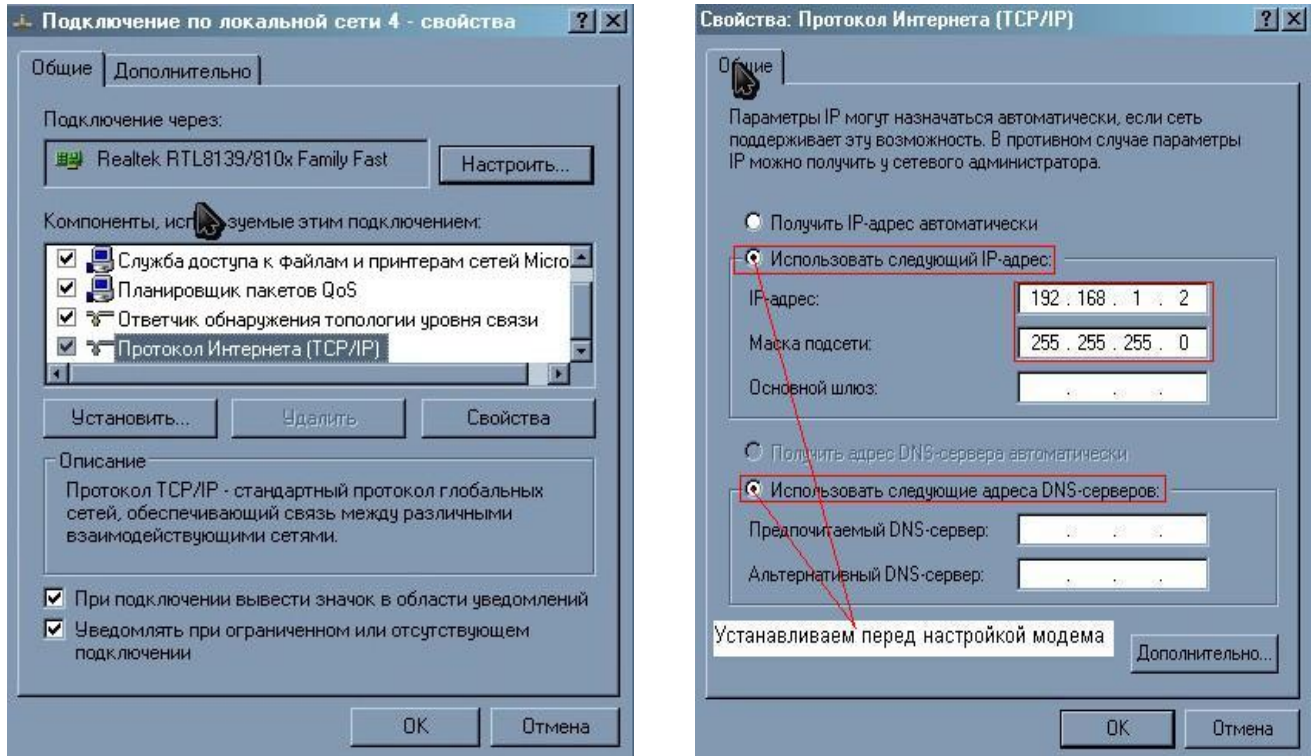 Подключение по локальной сети 4 - свойства
Общие
Дополнительно
Подключение через:
Realtek RTL8139/810x Family Fast
Настроить...
Компоненты, используемые этим подключением:
Служба доступа к файлам и принтерам сетей Micro
Планировщик пакетов QoS
Ответчик обнаружения топологии уровня связи
Протокол Интернета (TCP/IP)
Установить...
Удалить
Свойства
Описание
Протокол TCP/IP - стандартный протокол глобальных
сетей, обеспечивающий связь между различными
взаимодействующими сетями.
При подключении вывести значок в области уведомлений
Уведомлять при ограниченном или отсутствующем
подключении
OK
Отмена
Свойства: Протокол Интернета (TCP/IP)
Общие
Параметры IP могут назначаться автоматически, если сеть
поддерживает эту возможность. В противном случае параметры
IP можно получить у сетевого администратора.
Получить IP-адрес автоматически
Использовать следующий IP-адрес:
IP-адрес:
192 . 168 . 1 . 2
Маска подсети:
255 . 255 . 255 . 0
Основной шлюз:
Получить адрес DNS-сервера автоматически
Использовать следующие адреса DNS-серверов:
Предпочитаемый DNS-сервер:
Альтернативный DNS-сервер:
Устанавливаем перед настройкой модема
Дополнительно...
OK
Отмена